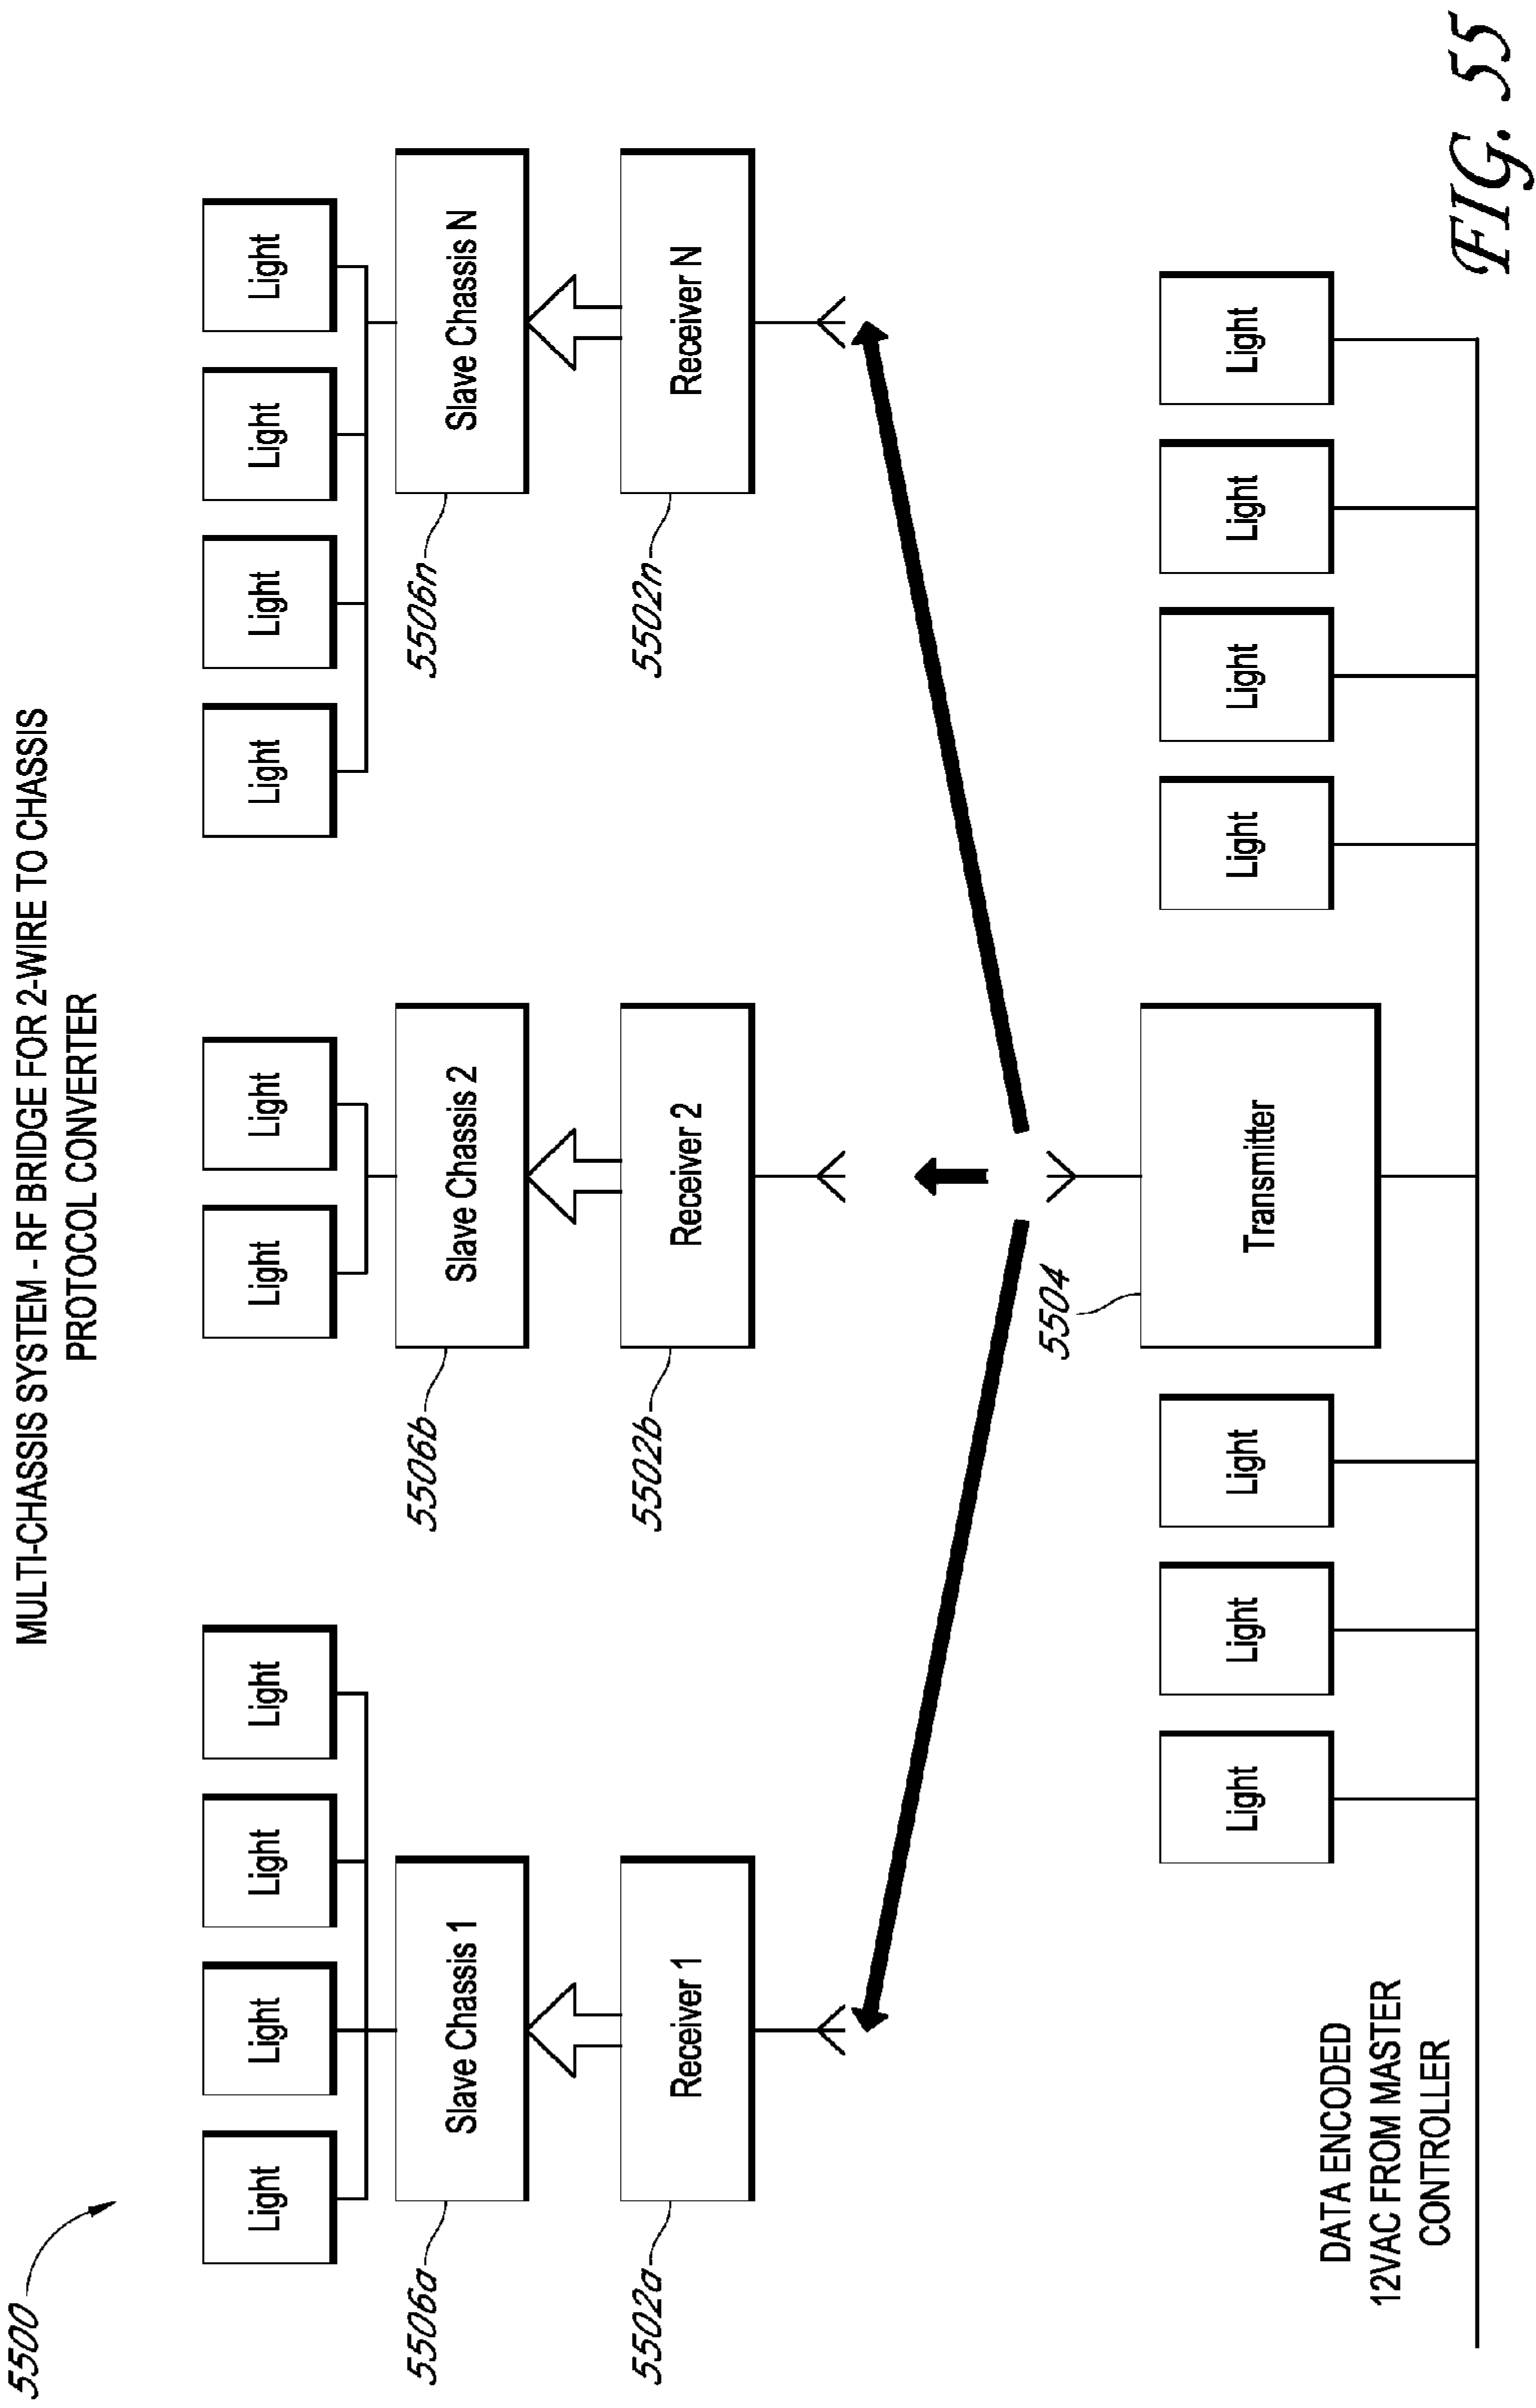 MULTI-CHASSIS SYSTEM - RF BRIDGE FOR 2-WIRE TO CHASSIS
PROTOCOL CONVERTER
5500
Light
Light
Light
Light
Light
Light
Light
Light
Light
Light
5506a
Slave Chassis 1
5506b
Slave Chassis 2
5506n
Slave Chassis N
5502a
Receiver 1
5502b
Receiver 2
5502n
Receiver N
5504
Transmitter
Light
Light
Light
Light
Light
Light
Light
DATA ENCODED
12VAC FROM MASTER
CONTROLLER
FIG. 55